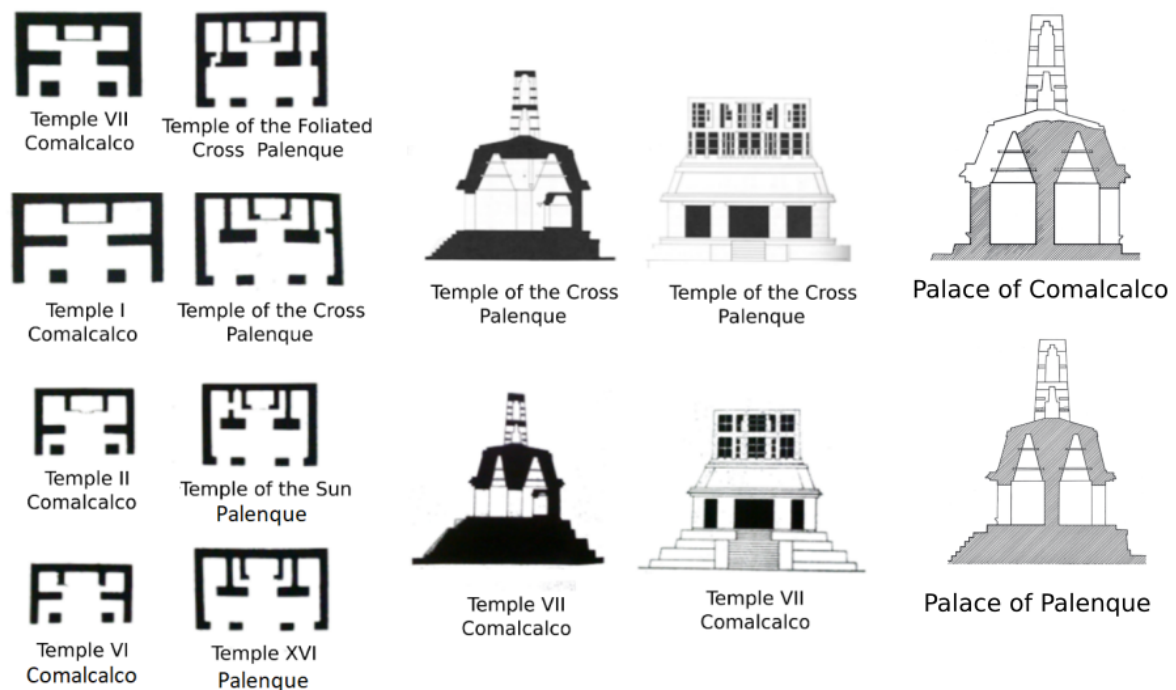 Temple VII
Comalcalco
Temple of the Foliated
Cross Palenque
Temple of the Cross
Palenque
Temple of the Cross
Palenque
Palace of Comalcalco
Temple I
Comalcalco
Temple of the Cross
Palenque
Temple II
Comalcalco
Temple of the Sun
Palenque
Temple VII
Comalcalco
Temple VII
Comalcalco
Palace of Palenque
Temple VI
Comalcalco
Temple XVI
Palenque